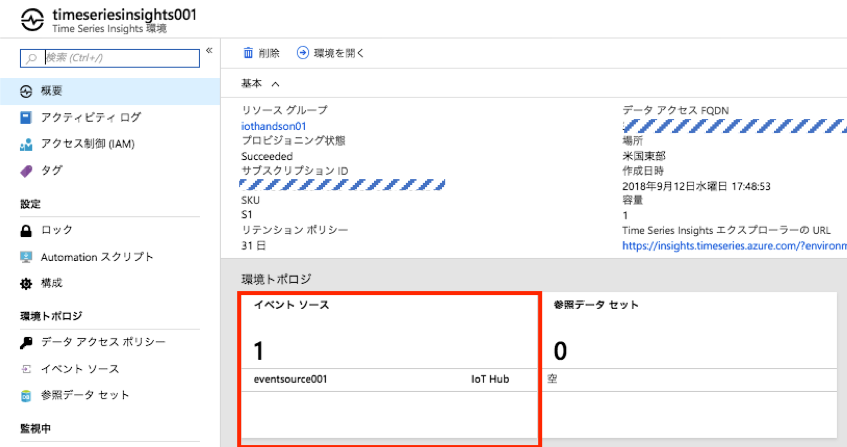 timeseriesinsights001
Time Series Insights 環境
検索 (Ctrl+/)
«
概要
アクティビティ ログ
アクセス制御 (IAM)
タグ
設定
ロック
Automation スクリプト
構成
環境トポロジ
データ アクセス ポリシー
イベント ソース
参照データ セット
監視中
削除
環境を開く
基本
リソース グループ
iothandson01
プロビジョニング状態
Succeeded
サブスクリプション ID
SKU
S1
リテンション ポリシー
31 日
データ アクセス FQDN
場所
米国東部
作成日時
2018年9月12日水曜日 17:48:53
容量
1
Time Series Insights エクスプローラーの URL
https://insights.timeseries.azure.com/?environm
環境トポロジ
イベント ソース
1
eventsource001 IoT Hub
参照データ セット
0
空